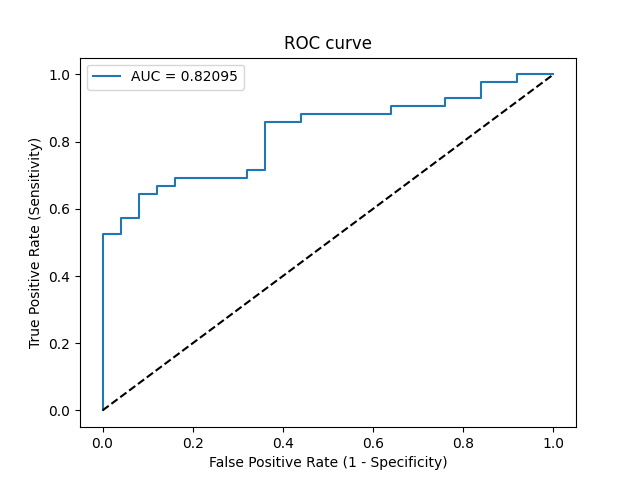 ROC curve
AUC = 0.82095
1.0
0.8
0.6
0.4
0.2
0.0
True Positive Rate (Sensitivity)
0.0 0.2 0.4 0.6 0.8 1.0
False Positive Rate (1 - Specificity)